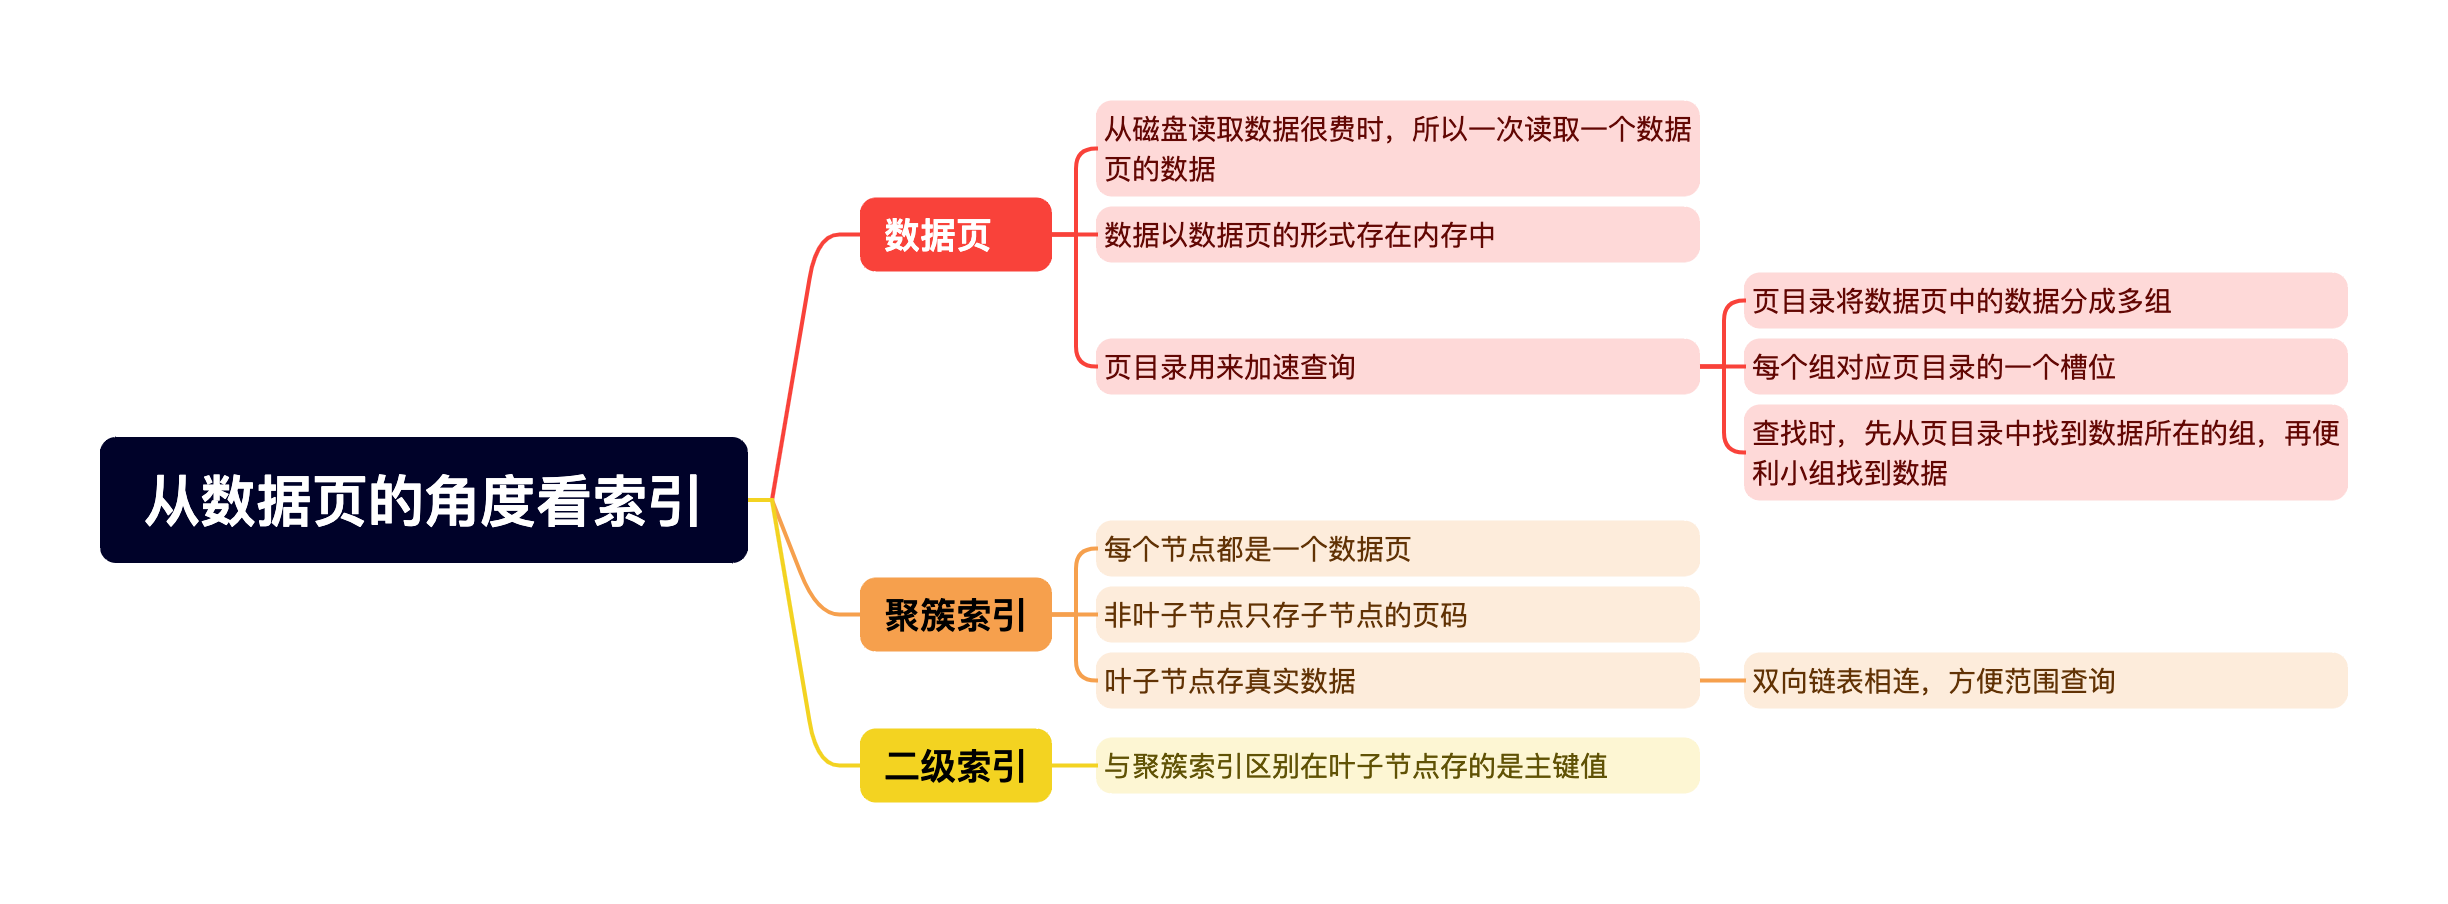 从数据页的角度看索引
数据页
从磁盘读取数据很费时，所以一次读取一个数据
页的数据
数据以数据页的形式存在内存中
页目录用来加速查询
页目录将数据页中的数据分成多组
每个组对应页目录的一个槽位
查找时，先从页目录中找到数据所在的组，再便
利小组找到数据
聚簇索引
每个节点都是一个数据页
非叶子节点只存子节点的页码
叶子节点存真实数据
双向链表相连，方便范围查询
二级索引
与聚簇索引区别在叶子节点存的是主键值